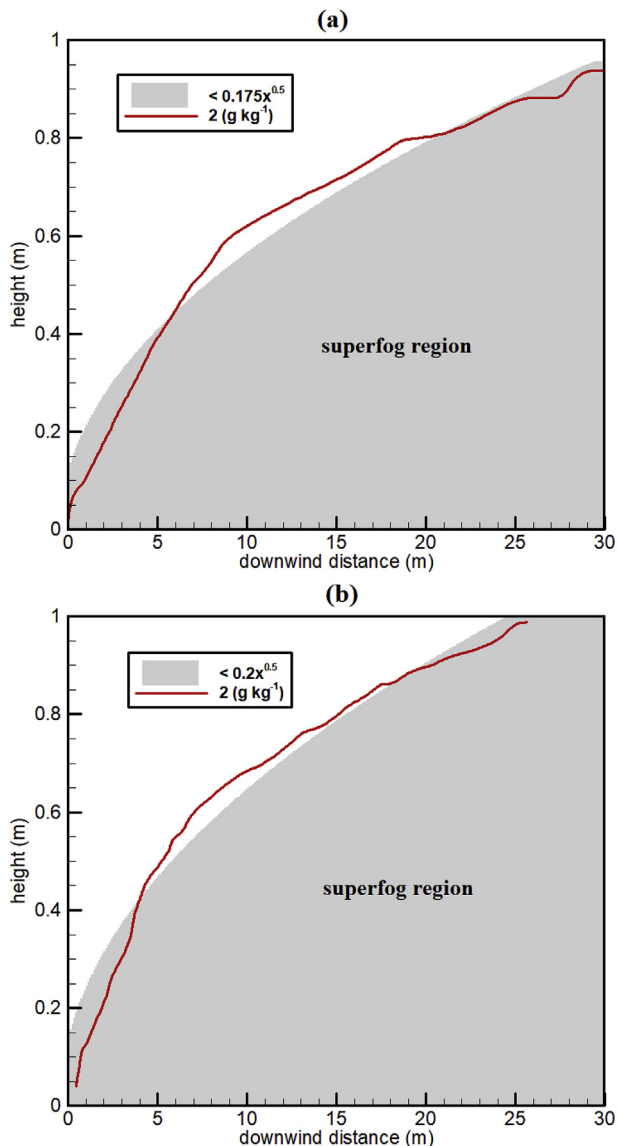 (a)
1
0.8
0.6
0.4
0.2
0
height (m)
< 0.175x^0.5
2 (g kg^-1)
superfog region
0 5 10 15 20 25 30
downwind distance (m)
(b)
1
0.8
0.6
0.4
0.2
0
height (m)
< 0.2x^0.5
2 (g kg^-1)
superfog region
0 5 10 15 20 25 30
downwind distance (m)